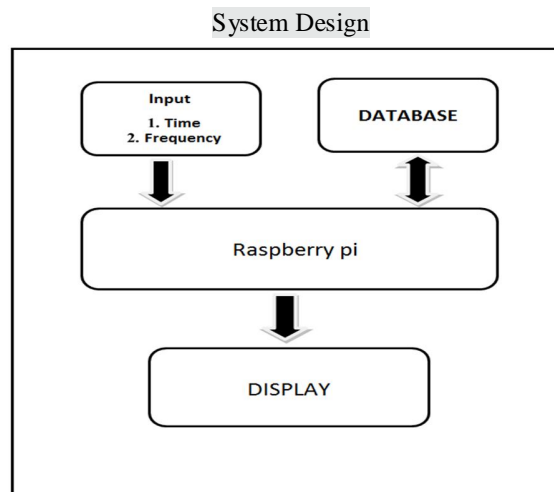 System Design
Input
1. Time
2. Frequency
DATABASE
Raspberry pi
DISPLAY